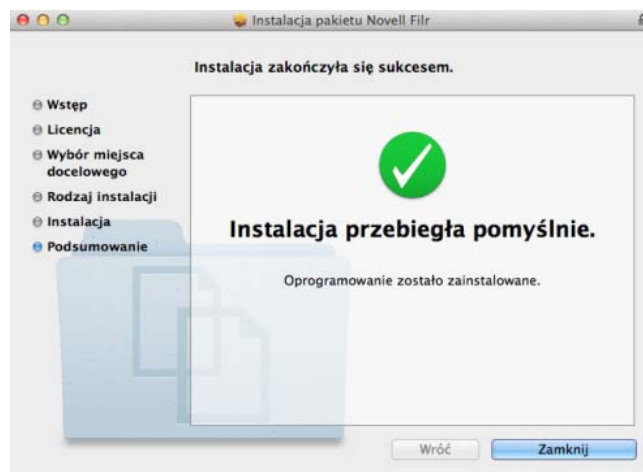 Instalacja pakietu Novell Filr
Instalacja zakończyła się sukcesem.
Wstęp
Licencja
Wybór miejsca
docelowego
Rodzaj instalacji
Instalacja
Podsumowanie
Instalacja przebiegła pomyślnie.
Oprogramowanie zostało zainstalowane.
Wróć
Zamknij